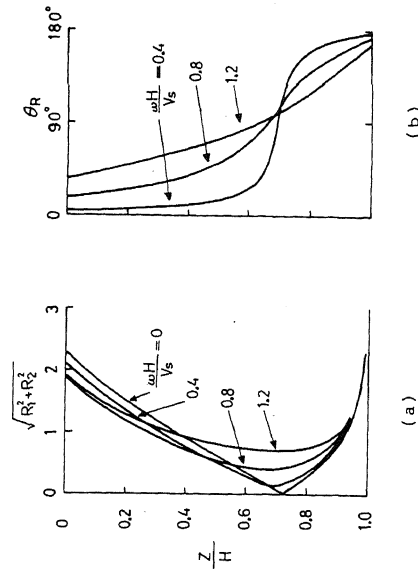 √R₁²+R₂²
0 1 2 3
Z/H
0
0.2
0.4
0.6
0.8
1.0
ωH/Vs =0
0.4
0.8
1.2
(a)
θR
0 90° 180°
ωH/Vs =0.4
0.8
1.2
(b)